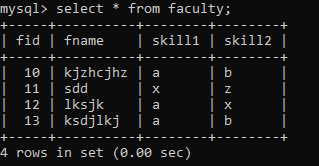 mysql> select * from faculty;
+------+----------+--------+--------+
| fid  | fname    | skill1 | skill2 |
+------+----------+--------+--------+
|   10 | kjzhcjhz | a      | b      |
|   11 | sdd      | x      | z      |
|   12 | lksjk    | a      | x      |
|   13 | ksdjlkj  | a      | b      |
+------+----------+--------+--------+
4 rows in set (0.00 sec)